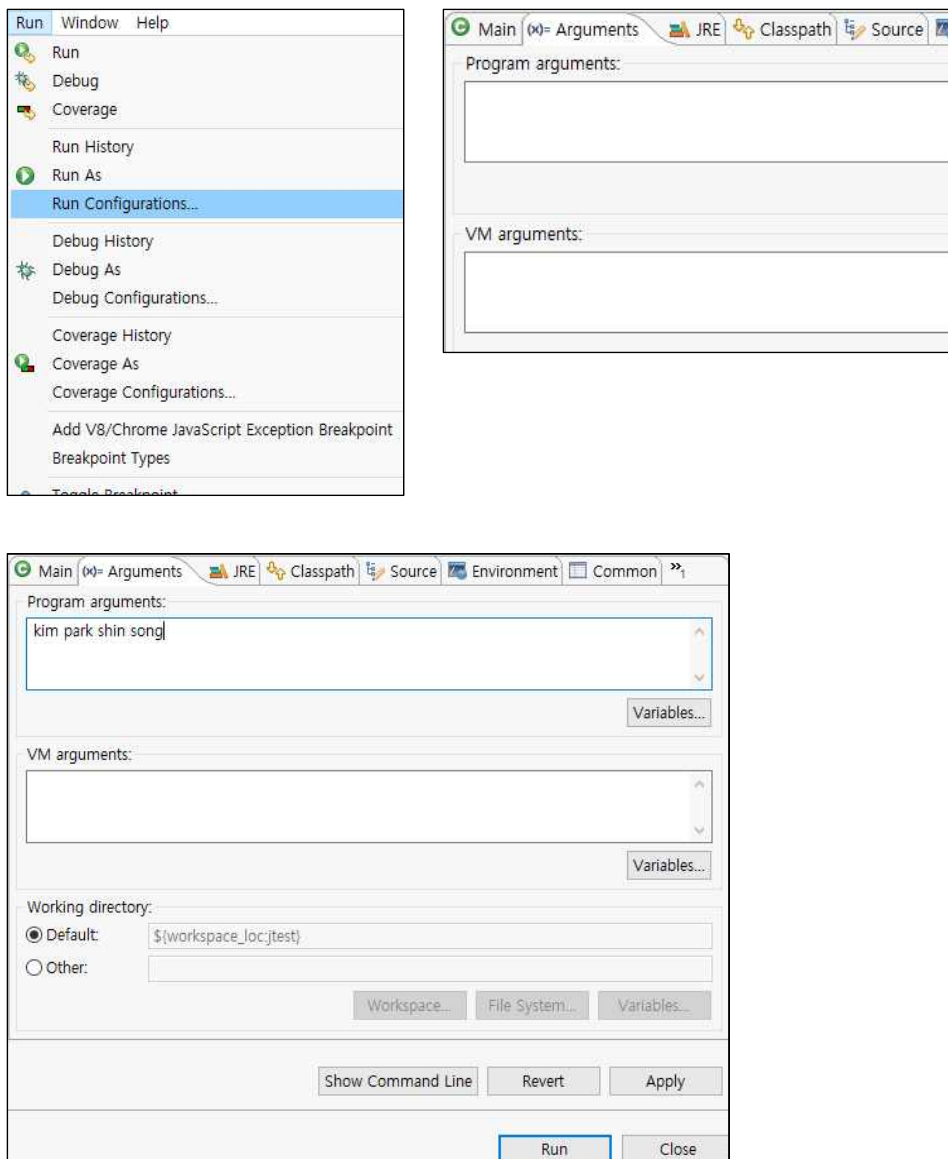 Run Window Help
Run
Debug
Coverage
Run History
Run As
Run Configurations...
Debug History
Debug As
Debug Configurations...
Coverage History
Coverage As
Coverage Configurations...
Add V8/Chrome JavaScript Exception Breakpoint
Breakpoint Types
Toggle Breakpoint
Main (x)= Arguments JRE Classpath Source
Program arguments:
VM arguments:
Main (x)= Arguments JRE Classpath Source Environment Common »1
Program arguments:
kim park shin song
Variables...
VM arguments:
Variables...
Working directory:
Default: ${workspace_loc:jtest}
Other:
Workspace... File System... Variables...
Show Command Line Revert Apply
Run Close